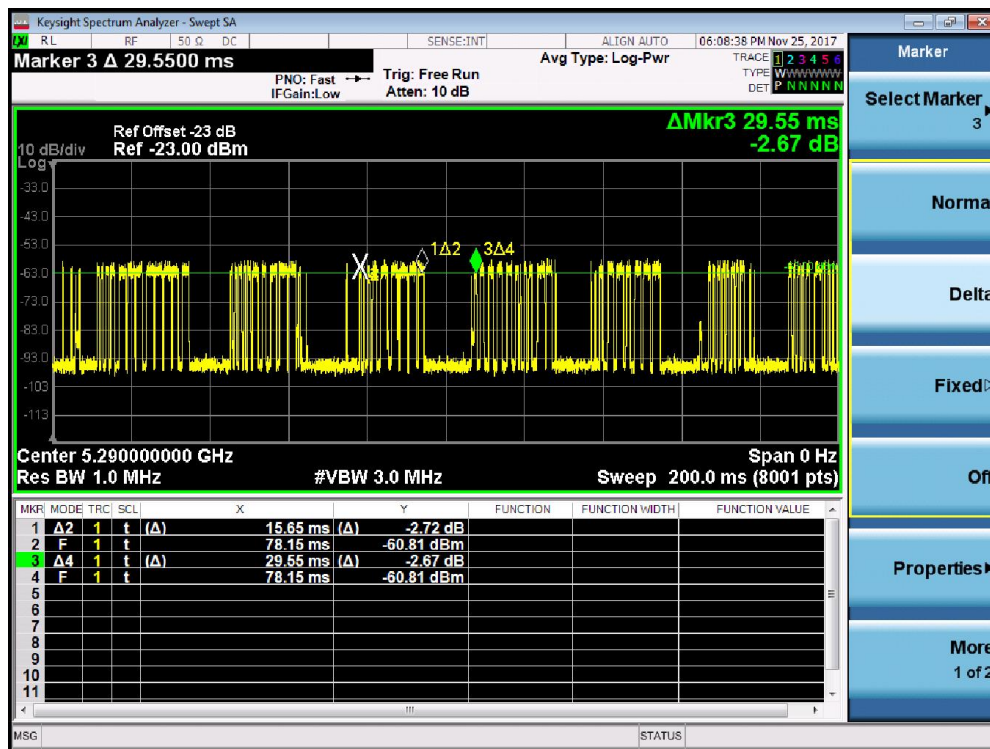 Keysight Spectrum Analyzer - Swept SA
LXI RL RF 50 Ω DC SENSE:INT ALIGN AUTO 06:08:38 PM Nov 25, 2017
Marker 3 Δ 29.5500 ms
PNO: Fast
IFGain:Low
Trig: Free Run
Atten: 10 dB
Avg Type: Log-Pwr
TRACE 1 2 3 4 5 6
TYPE WWWWWWW
DET P N N N N N
ΔMkr3 29.55 ms
-2.67 dB
Ref Offset -23 dB
10 dB/div Ref -23.00 dBm
Log
-33.0
-43.0
-53.0
-63.0
-73.0
-83.0
-93.0
-103
-113
1Δ2 3Δ4
Center 5.290000000 GHz Span 0 Hz
Res BW 1.0 MHz #VBW 3.0 MHz Sweep 200.0 ms (8001 pts)
MKR MODE TRC SCL X Y FUNCTION FUNCTION WIDTH FUNCTION VALUE
1 Δ2 1 t (Δ) 15.65 ms (Δ) -2.72 dB
2 F 1 t 78.15 ms -60.81 dBm
3 Δ4 1 t (Δ) 29.55 ms (Δ) -2.67 dB
4 F 1 t 78.15 ms -60.81 dBm
5
6
7
8
9
10
11
MSG STATUS
Marker
Select Marker
3
Norma
Delta
Fixed
Off
Properties
More
1 of 2